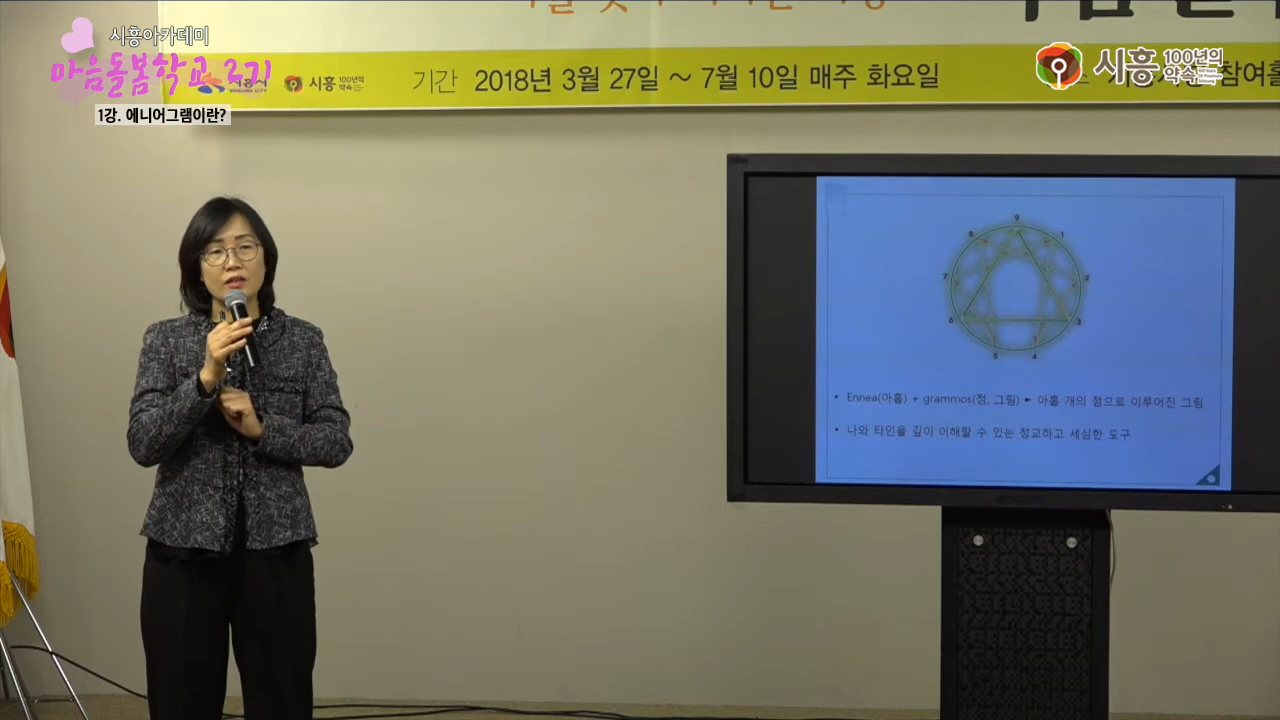 시흥아카데미
마음돌봄학교 2기
1강. 에니어그램이란?
시흥시
시흥 100년의 약속
기간 2018년 3월 27일 ~ 7월 10일 매주 화요일
시흥 100년의 약속
9
8 1
7 2
6 3
5 4
• Ennea(아홉) + grammos(점, 그림) ► 아홉 개의 점으로 이루어진 그림
• 나와 타인을 깊이 이해할 수 있는 정교하고 세심한 도구